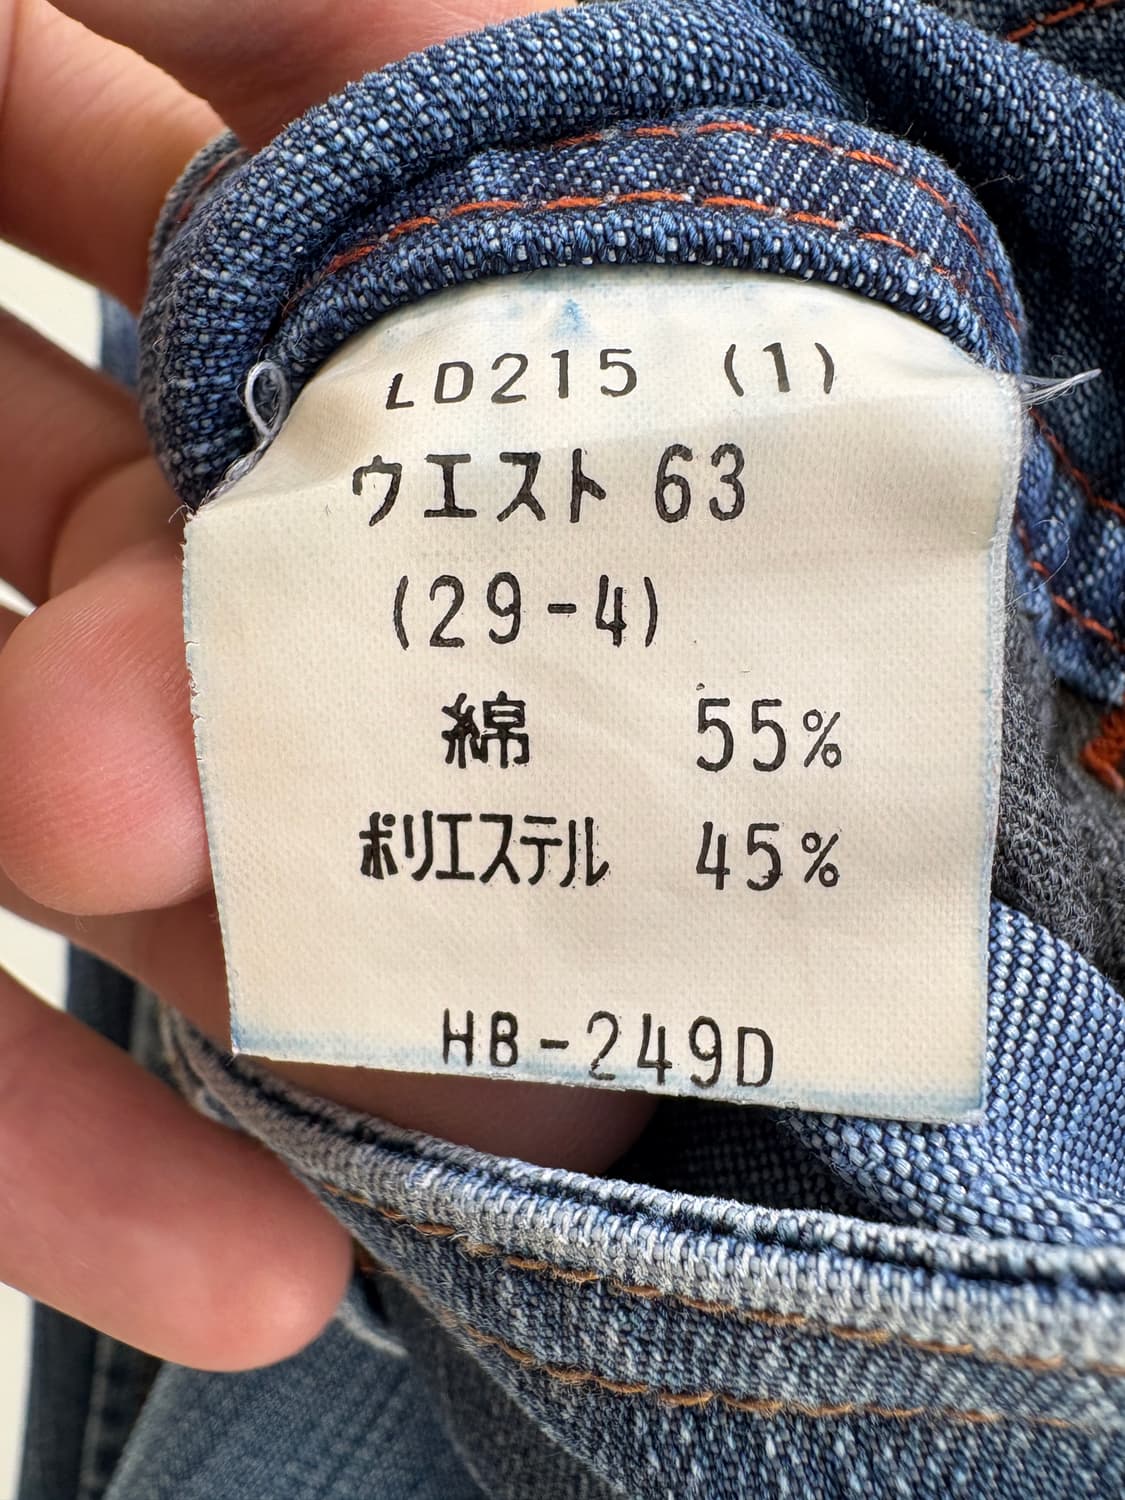 LD215 (1)
ウエスト 63
(29-4)
綿 55%
ポリエステル 45%
HB-249D